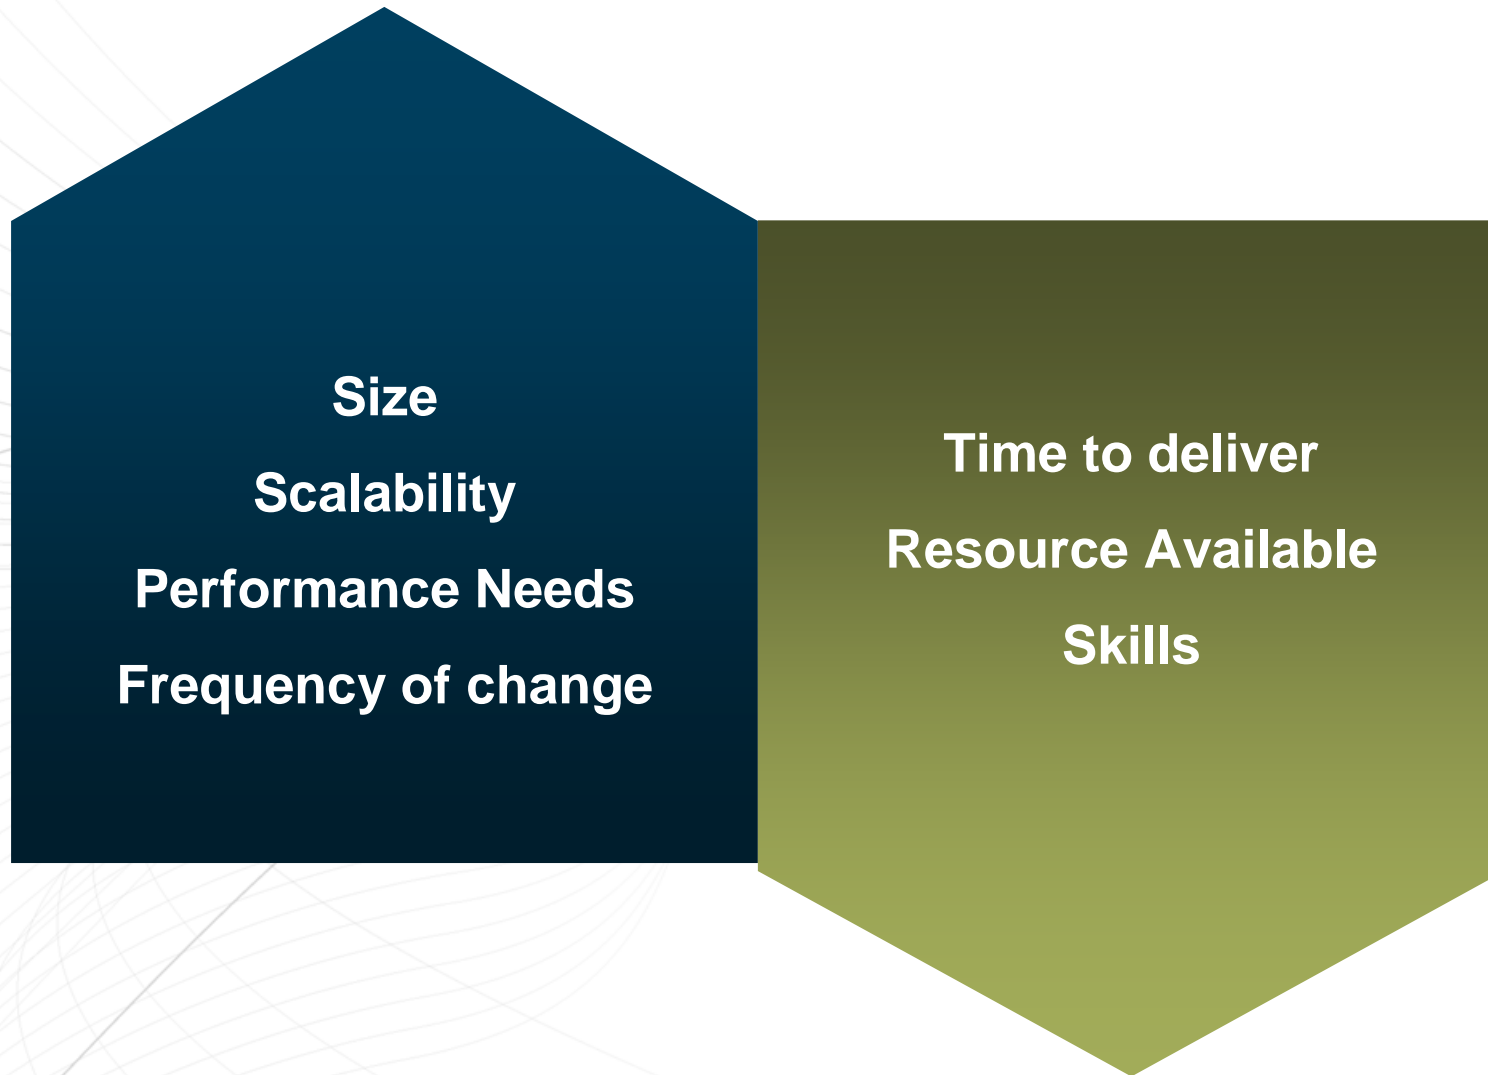 Size
Scalability
Performance Needs
Frequency of change
Time to deliver
Resource Available
Skills